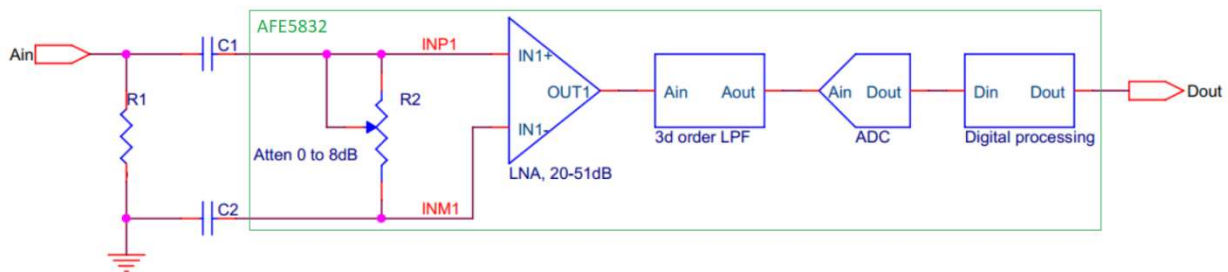 AFE5832
Ain
C1
INP1
IN1+
R1
R2
OUT1
Ain
Aout
Ain
Dout
Din
Dout
Dout
IN1-
3d order LPF
ADC
Digital processing
Atten 0 to 8dB
LNA, 20-51dB
C2
INM1